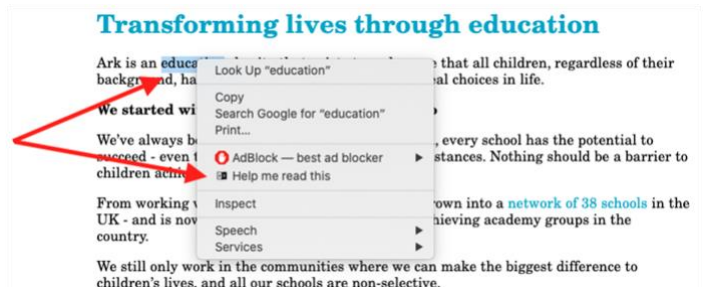 Transforming lives through education
Ark is an educa that all children, regardless of their
Look Up "education"
background, ha al choices in life.
Copy
We started wi
Search Google for "education"
Print...
We've always b , every school has the potential to
AdBlock — best ad blocker
succeed - even t stances. Nothing should be a barrier to
Help me read this
children achi
Inspect
From working own into a network of 38 schools in the
UK - and is nov hieving academy groups in the
Speech
country.
Services
We still only work in the communities where we can make the biggest difference to
children's lives, and all our schools are non-selective.